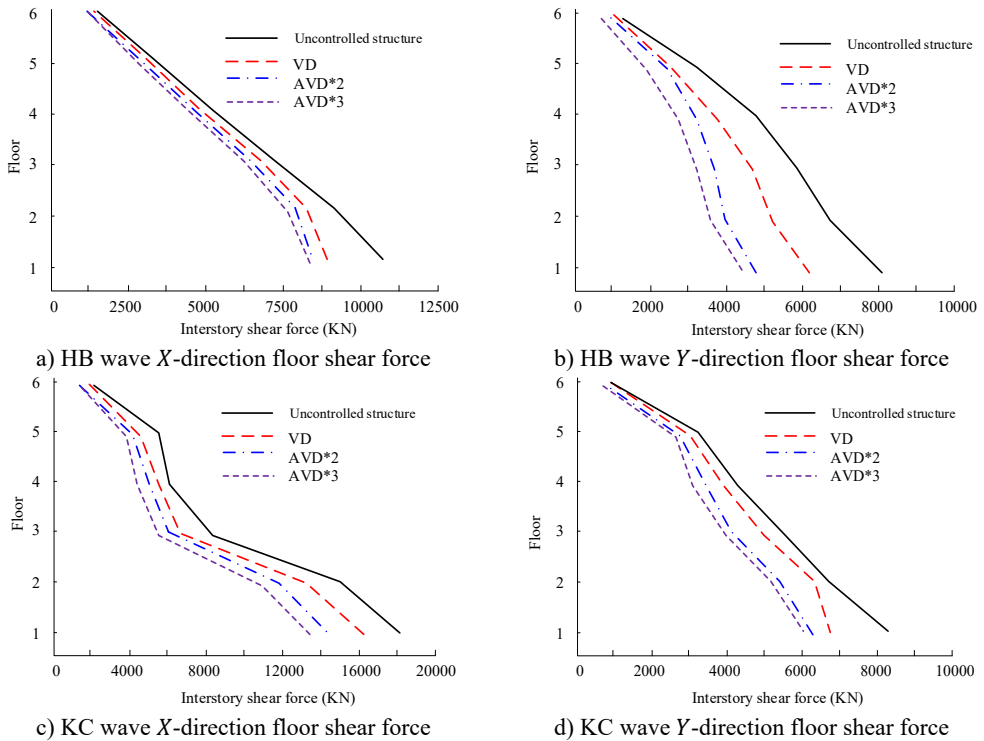 6
5
4
3
2
1
Floor
Uncontrolled structure
VD
AVD*2
AVD*3
0 2500 5000 7500 10000 12500
Interstory shear force (KN)
a) HB wave X-direction floor shear force
6
5
4
3
2
1
Floor
Uncontrolled structure
VD
AVD*2
AVD*3
0 2000 4000 6000 8000 10000
Interstory shear force (KN)
b) HB wave Y-direction floor shear force
6
5
4
3
2
1
Floor
Uncontrolled structure
VD
AVD*2
AVD*3
0 4000 8000 12000 16000 20000
Interstory shear force (KN)
c) KC wave X-direction floor shear force
6
5
4
3
2
1
Floor
Uncontrolled structure
VD
AVD*2
AVD*3
0 2000 4000 6000 8000 10000
Interstory shear force (KN)
d) KC wave Y-direction floor shear force